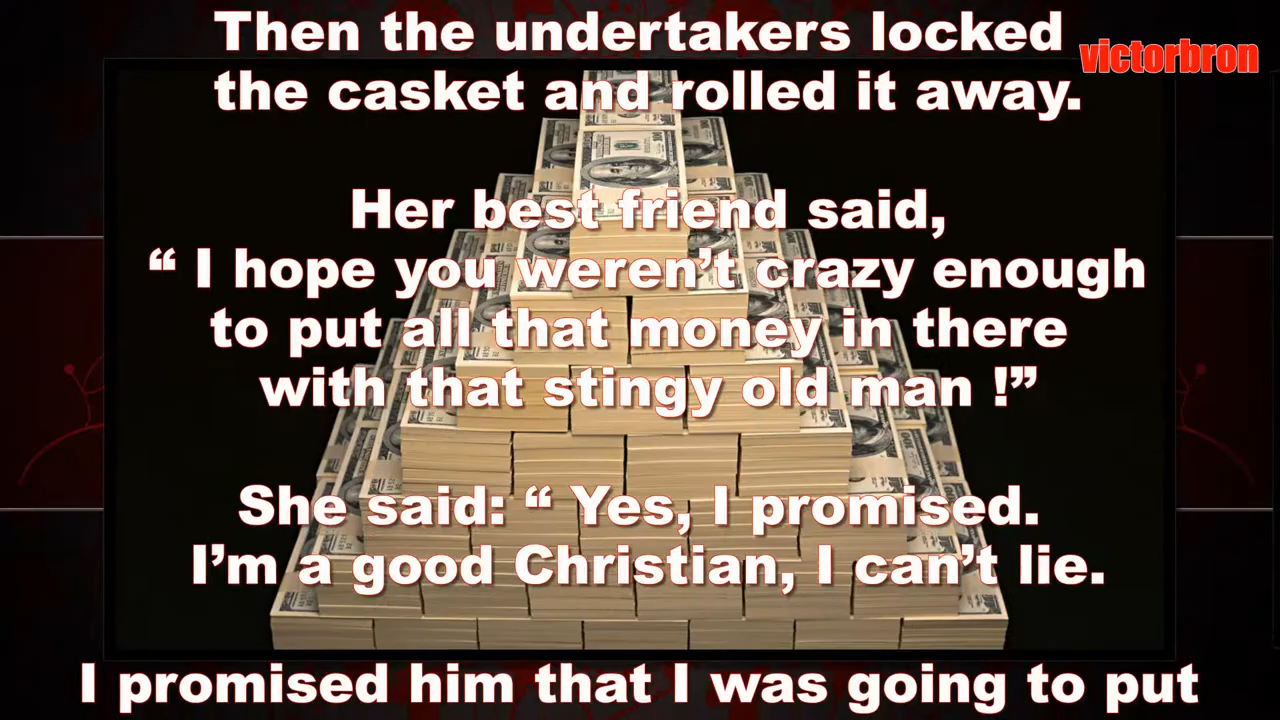 Then the undertakers locked
victorbron
the casket and rolled it away.
Her best friend said,
“ I hope you weren’t crazy enough
to put all that money in there
with that stingy old man !”
She said: “ Yes, I promised.
I’m a good Christian, I can’t lie.
I promised him that I was going to put